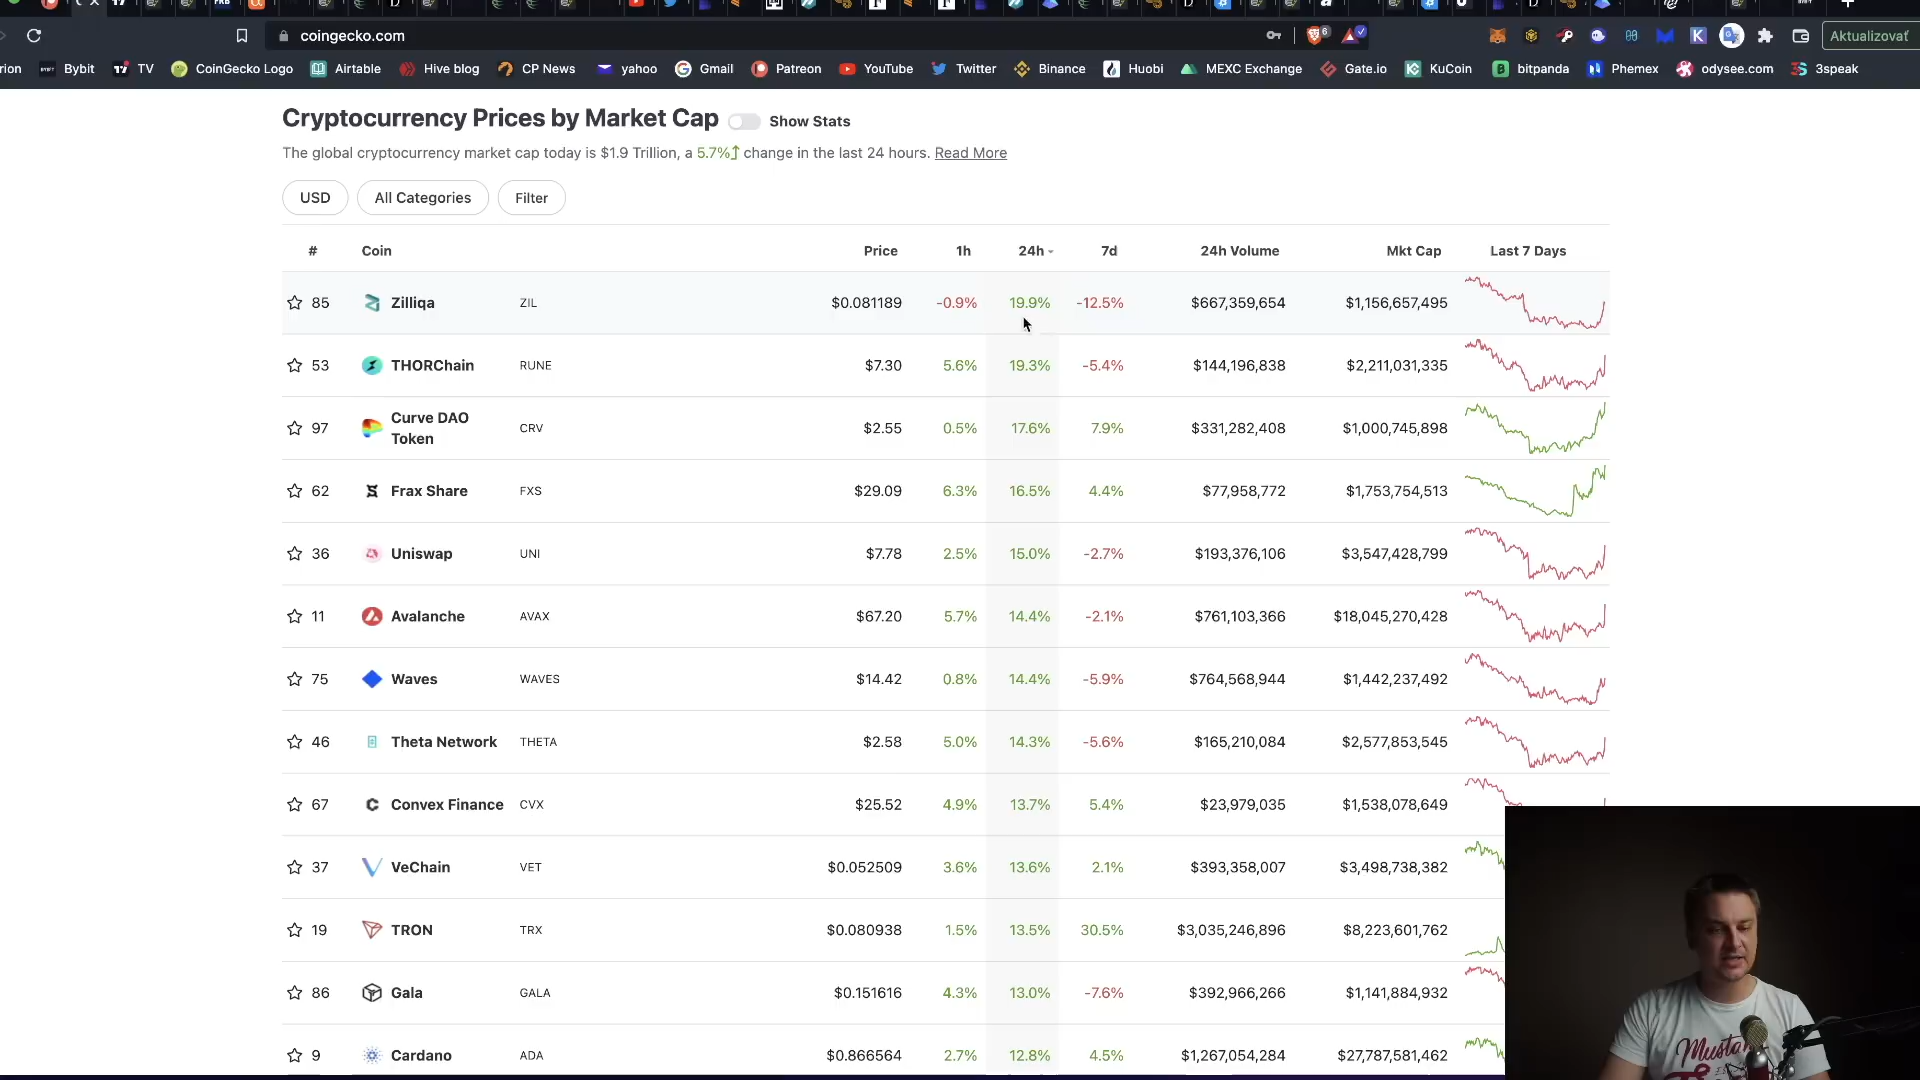 coingecko.com
6
Aktualizovať
rion
Bybit
TV
CoinGecko Logo
Airtable
Hive blog
CP News
yahoo
Gmail
Patreon
YouTube
Twitter
Binance
Huobi
MEXC Exchange
Gate.io
KuCoin
bitpanda
Phemex
odysee.com
3speak
Cryptocurrency Prices by Market Cap Show Stats
The global cryptocurrency market cap today is $1.9 Trillion, a 5.7% change in the last 24 hours. Read More
USD All Categories Filter
# Coin Price 1h 24h 7d 24h Volume Mkt Cap Last 7 Days
85 Zilliqa ZIL $0.081189 -0.9% 19.9% -12.5% $667,359,654 $1,156,657,495
53 THORChain RUNE $7.30 5.6% 19.3% -5.4% $144,196,838 $2,211,031,335
97 Curve DAO Token CRV $2.55 0.5% 17.6% 7.9% $331,282,408 $1,000,745,898
62 Frax Share FXS $29.09 6.3% 16.5% 4.4% $77,958,772 $1,753,754,513
36 Uniswap UNI $7.78 2.5% 15.0% -2.7% $193,376,106 $3,547,428,799
11 Avalanche AVAX $67.20 5.7% 14.4% -2.1% $761,103,366 $18,045,270,428
75 Waves WAVES $14.42 0.8% 14.4% -5.9% $764,568,944 $1,442,237,492
46 Theta Network THETA $2.58 5.0% 14.3% -5.6% $165,210,084 $2,577,853,545
67 Convex Finance CVX $25.52 4.9% 13.7% 5.4% $23,979,035 $1,538,078,649
37 VeChain VET $0.052509 3.6% 13.6% 2.1% $393,358,007 $3,498,738,382
19 TRON TRX $0.080938 1.5% 13.5% 30.5% $3,035,246,896 $8,223,601,762
86 Gala GALA $0.151616 4.3% 13.0% -7.6% $392,966,266 $1,141,884,932
9 Cardano ADA $0.866564 2.7% 12.8% 4.5% $1,267,054,284 $27,787,581,462